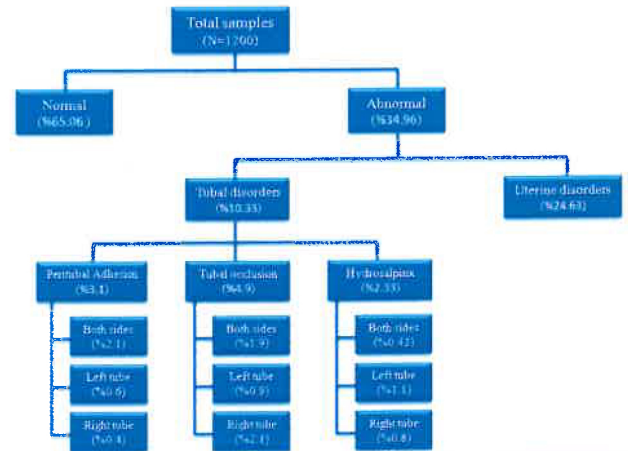 Total samples
(N=1200)
Normal
(%65.06)
Abnormal
(%34.96)
Tubal disorders
(%10.33)
Uterine disorders
(%24.63)
Peritubal Adhesion
(%3.1)
Tubal occlusion
(%4.9)
Hydrosalpinx
(%2.33)
Both sides
(%2.1)
Both sides
(%1.9)
Both sides
(%0.42)
Left tube
(%0.6)
Left tube
(%0.9)
Left tube
(%1.1)
Right tube
(%0.4)
Right tube
(%2.1)
Right tube
(%0.8)